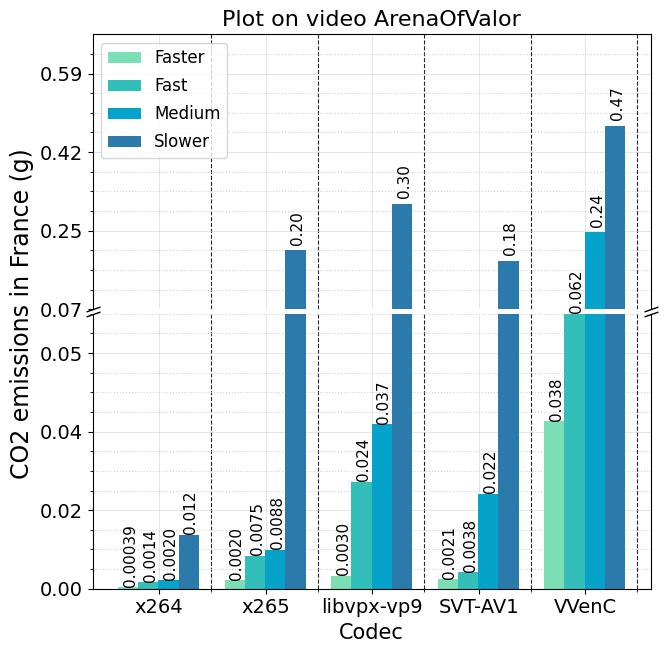 Plot on video ArenaOfValor
Faster
Fast
Medium
Slower
CO2 emissions in France (g)
0.59
0.42
0.25
0.07
0.05
0.04
0.02
0.00
0.00039
0.0014
0.0020
0.012
0.0020
0.0075
0.0088
0.20
0.0030
0.024
0.037
0.30
0.0021
0.0038
0.022
0.18
0.038
0.062
0.24
0.47
x264
x265
libvpx-vp9
SVT-AV1
VVenC
Codec